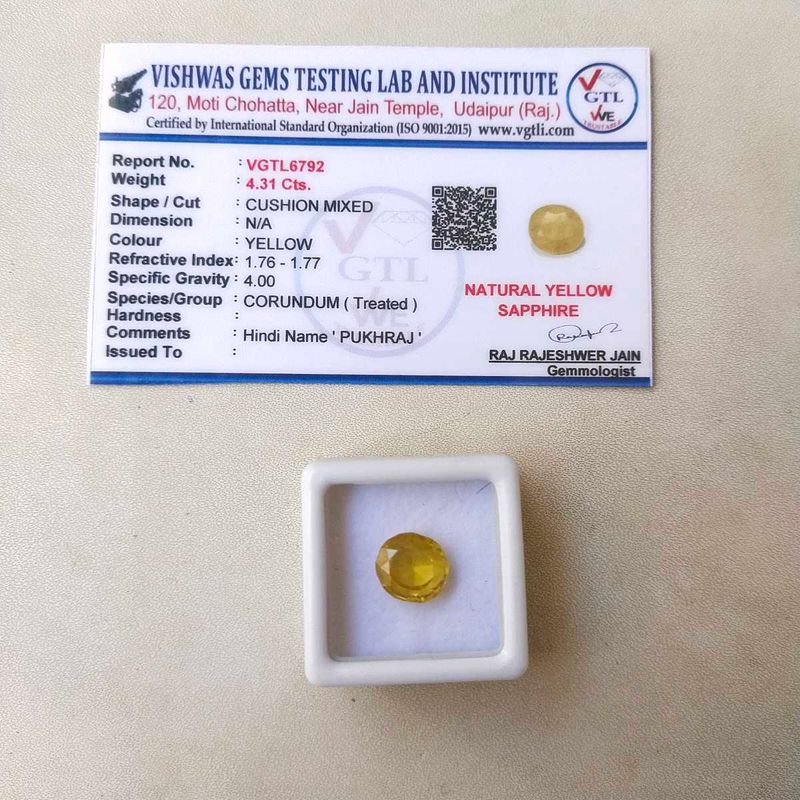 VISHWAS GEMS TESTING LAB AND INSTITUTE
120, Moti Chohatta, Near Jain Temple, Udaipur (Raj.)
Certified by International Standard Organization (ISO 9001:2015) www.vgtli.com
GTL
WE
TRUSTABLE
Report No. : VGTL6792
Weight : 4.31 Cts.
Shape / Cut : CUSHION MIXED
Dimension : N/A
Colour : YELLOW
Refractive Index : 1.76 - 1.77
Specific Gravity : 4.00
Species/Group : CORUNDUM ( Treated )
Hardness :
Comments : Hindi Name ' PUKHRAJ '
Issued To :
GTL
WE
NATURAL YELLOW
SAPPHIRE
RAJ RAJESHWER JAIN
Gemmologist